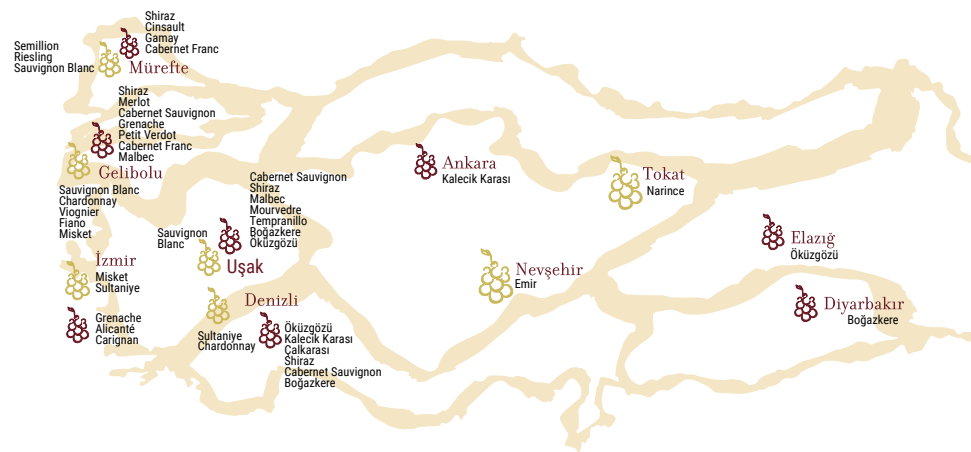 Shiraz
Cinsault
Gamay
Cabernet Franc
Semillion
Riesling
Sauvignon Blanc
Mürefte
Shiraz
Merlot
Cabernet Sauvignon
Grenache
Petit Verdot
Cabernet Franc
Malbec
Gelibolu
Sauvignon Blanc
Chardonnay
Viognier
Fiano
Misket
Ankara
Kalecik Karası
Tokat
Narince
Cabernet Sauvignon
Shiraz
Malbec
Mourvedre
Tempranillo
Boğazkere
Öküzgözü
Sauvignon
Blanc
Uşak
Elazığ
Öküzgözü
İzmir
Misket
Sultaniye
Grenache
Alicanté
Carignan
Nevşehir
Emir
Denizli
Sultaniye
Chardonnay
Öküzgözü
Kalecik Karası
Çalkarası
Shiraz
Cabernet Sauvignon
Boğazkere
Diyarbakır
Boğazkere